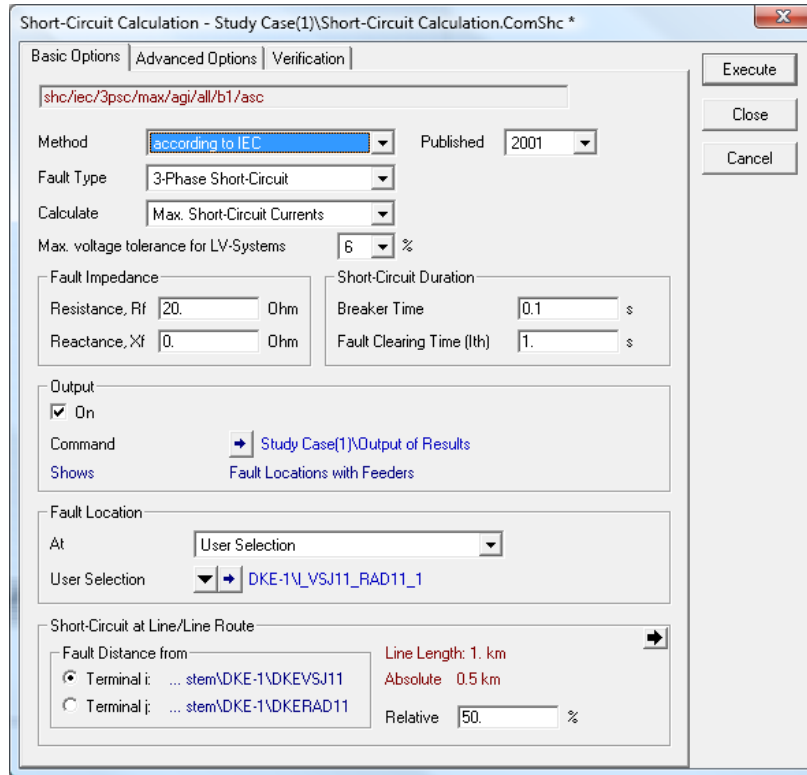 Short-Circuit Calculation - Study Case(1)\Short-Circuit Calculation.ComShc *
Basic Options Advanced Options Verification
Execute
Close
Cancel
shc/iec/3psc/max/agi/all/b1/asc
Method according to IEC Published 2001
Fault Type 3-Phase Short-Circuit
Calculate Max. Short-Circuit Currents
Max. voltage tolerance for LV-Systems 6 %
Fault Impedance
Resistance, Rf 20. Ohm
Reactance, Xf 0. Ohm
Short-Circuit Duration
Breaker Time 0.1 s
Fault Clearing Time (Ith) 1. s
Output
On
Command Study Case(1)\Output of Results
Shows Fault Locations with Feeders
Fault Location
At User Selection
User Selection DKE-1\I_VSJ11_RAD11_1
Short-Circuit at Line/Line Route
Fault Distance from
Terminal i: ... stem\DKE-1\DKEVSJ11
Terminal j: ... stem\DKE-1\DKERAD11
Line Length: 1. km
Absolute 0.5 km
Relative 50. %